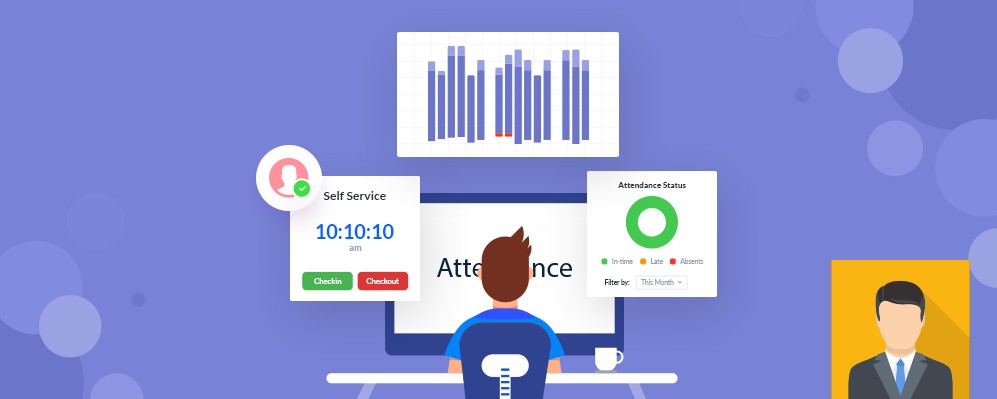 Self Service
10:10:10
am
Checkin Checkout
Attendance Status
In-time Late Absents
Filter by: This Month
Atte nce